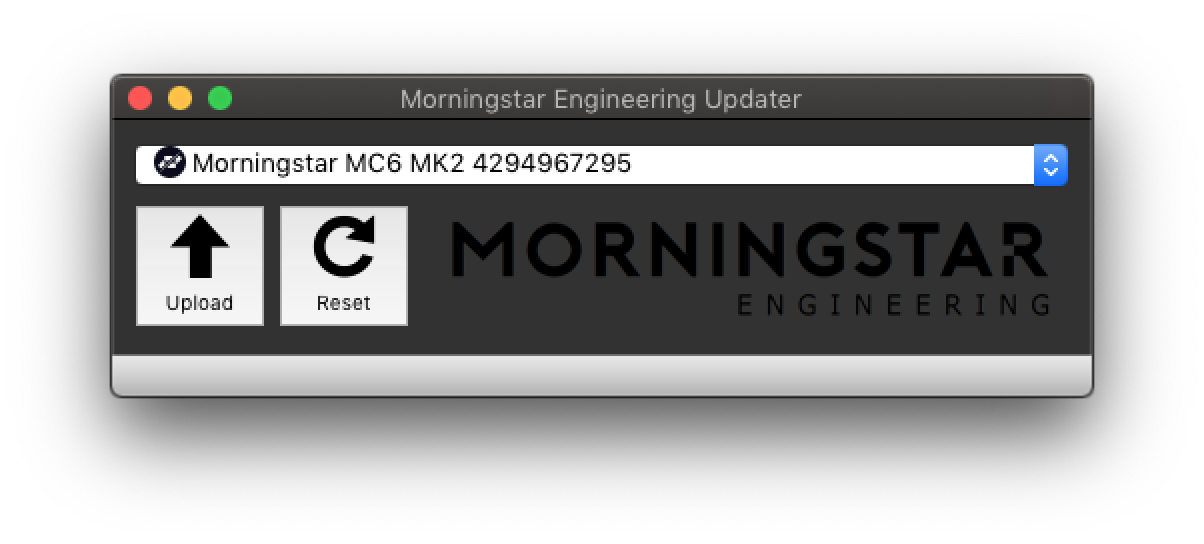 Morningstar Engineering Updater
Morningstar MC6 MK2 4294967295
Upload
Reset
MORNINGSTAR
ENGINEERING